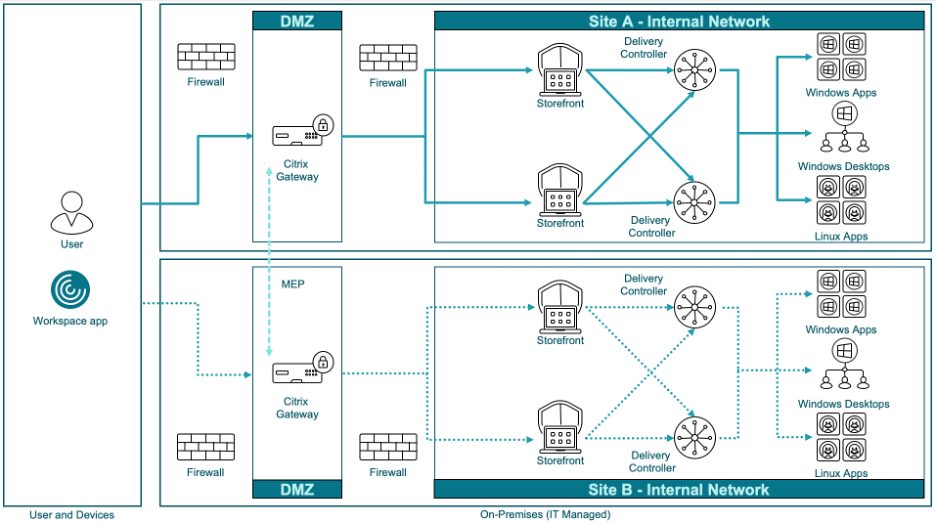 DMZ
Site A - Internal Network
Firewall
Firewall
Citrix
Gateway
Storefront
Storefront
Delivery
Controller
Delivery
Controller
Windows Apps
Windows Desktops
Linux Apps
User
Workspace app
MEP
Citrix
Gateway
Firewall
Firewall
Storefront
Storefront
Delivery
Controller
Delivery
Controller
Windows Apps
Windows Desktops
Linux Apps
DMZ
Site B - Internal Network
User and Devices
On-Premises (IT Managed)